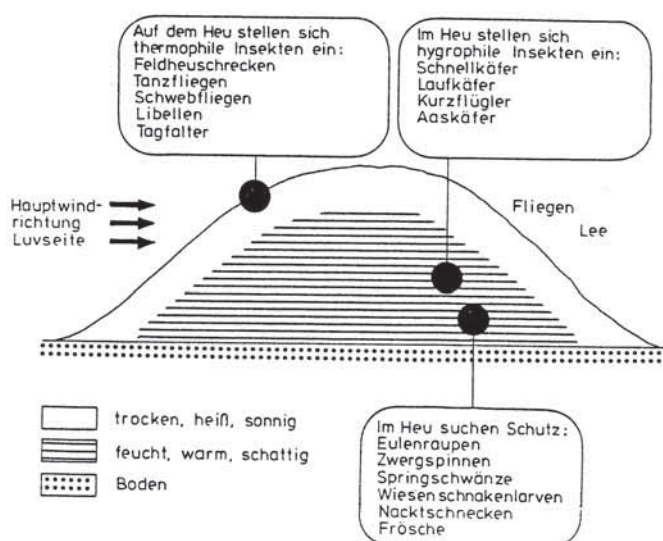 Auf dem Heu stellen sich
thermophile Insekten ein:
Feldheuschrecken
Tanzfliegen
Schwebfliegen
Libellen
Tagfalter
Im Heu stellen sich
hygrophile Insekten ein:
Schnellkäfer
Laufkäfer
Kurzflügler
Aaskäfer
Hauptwind-
richtung
Luvseite
Fliegen
Lee
trocken, heiß, sonnig
feucht, warm, schattig
Boden
Im Heu suchen Schutz:
Eulenraupen
Zwergspinnen
Springschwänze
Wiesenschnakenlarven
Nacktschnecken
Frösche